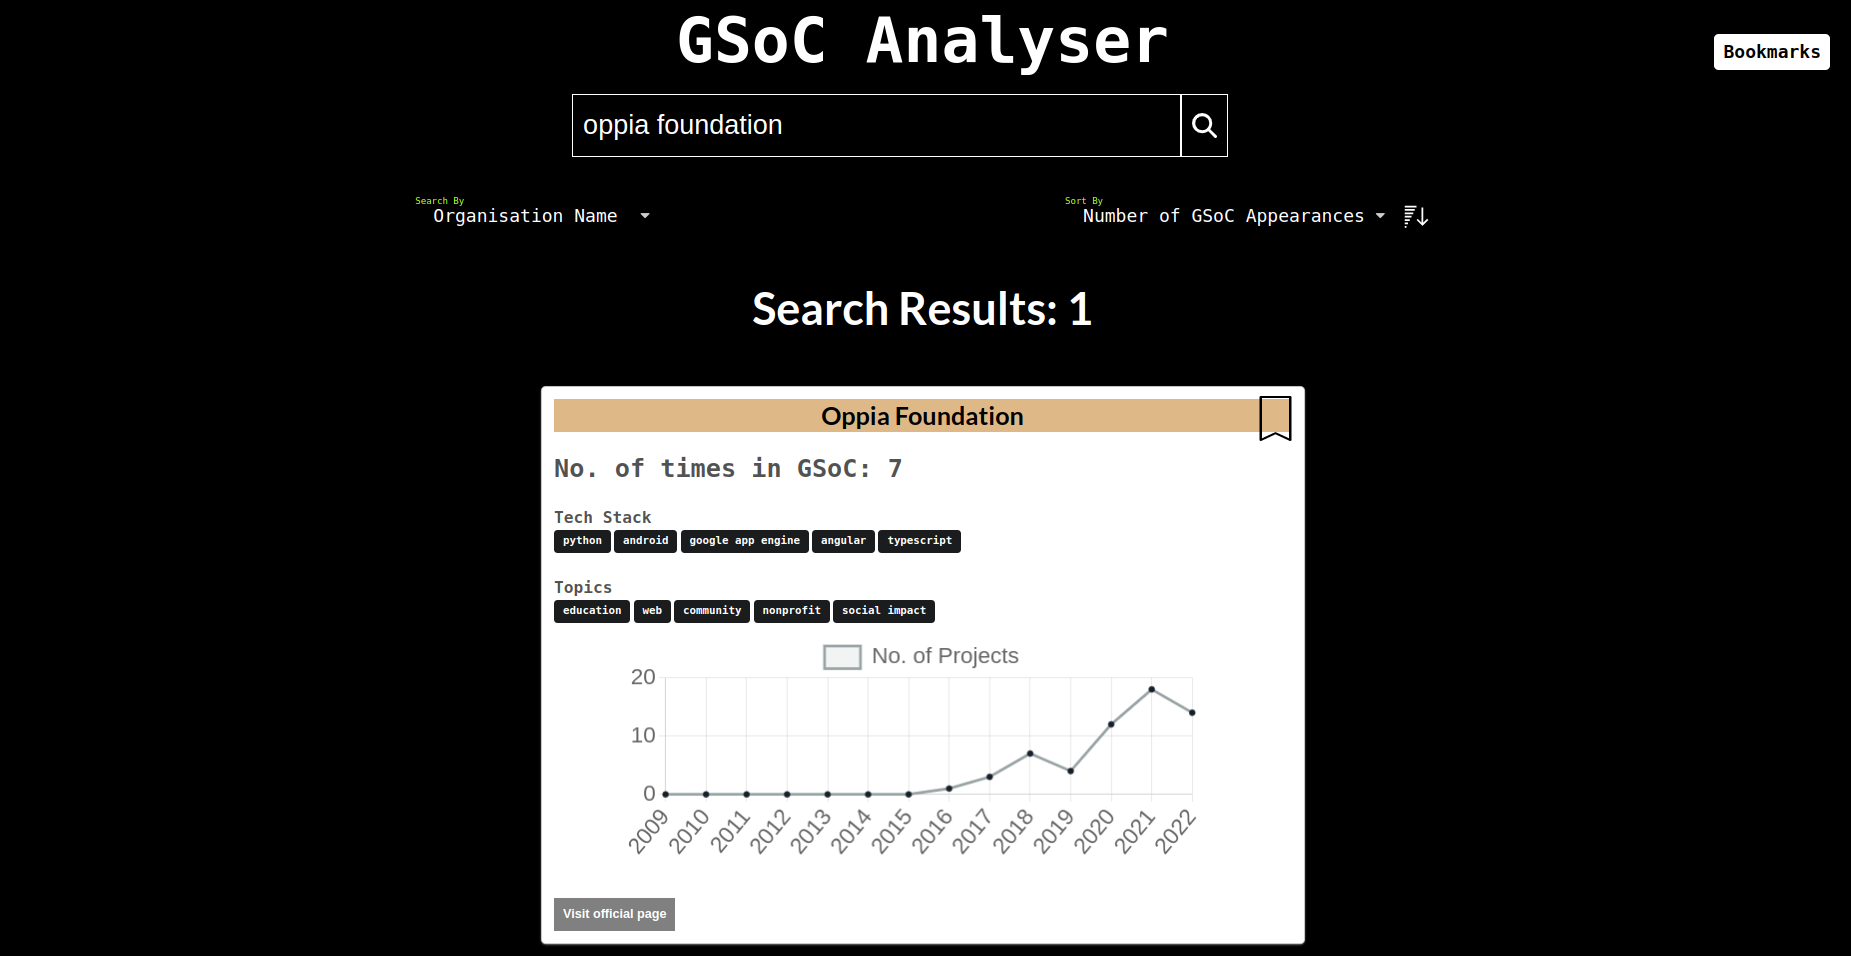 GSoC Analyser
Bookmarks
oppia foundation
Search By
Organisation Name
Sort By
Number of GSoC Appearances
Search Results: 1
Oppia Foundation
No. of times in GSoC: 7
Tech Stack
python android google app engine angular typescript
Topics
education web community nonprofit social impact
No. of Projects
20
10
0
2009 2010 2011 2012 2013 2014 2015 2016 2017 2018 2019 2020 2021 2022
Visit official page